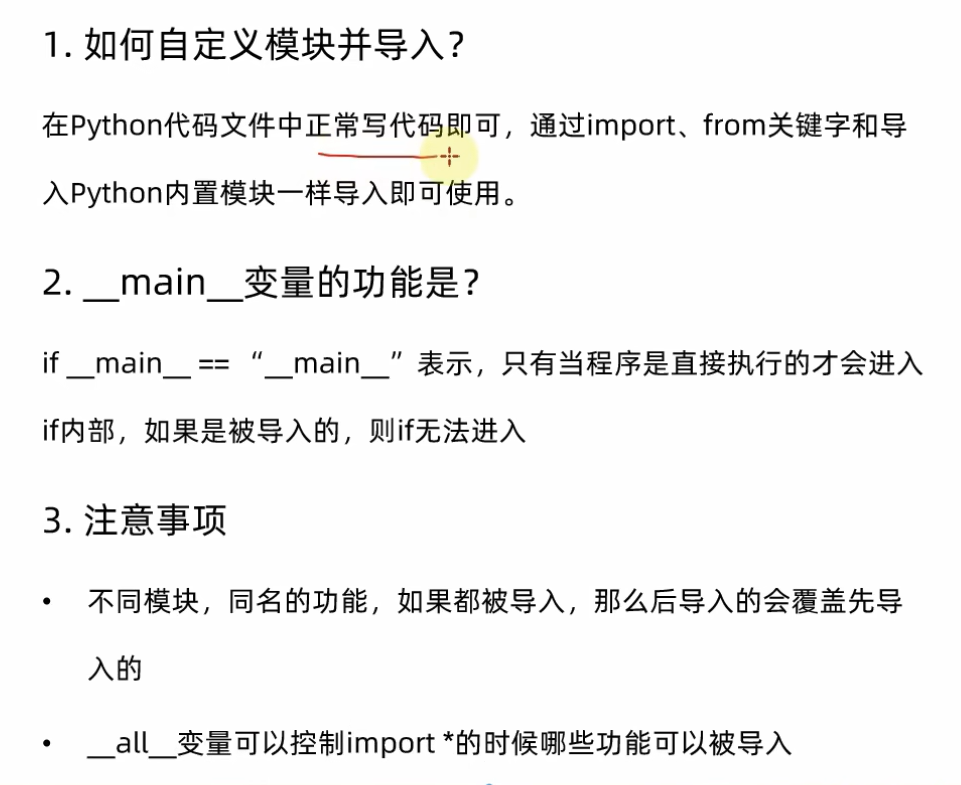 1. 如何自定义模块并导入？
在Python代码文件中正常写代码即可，通过import、from关键字和导
入Python内置模块一样导入即可使用。
2. __main__变量的功能是？
if __main__ == “__main__”表示，只有当程序是直接执行的才会进入
if内部，如果是被导入的，则if无法进入
3. 注意事项
• 不同模块，同名的功能，如果都被导入，那么后导入的会覆盖先导
入的
• __all__变量可以控制import *的时候哪些功能可以被导入